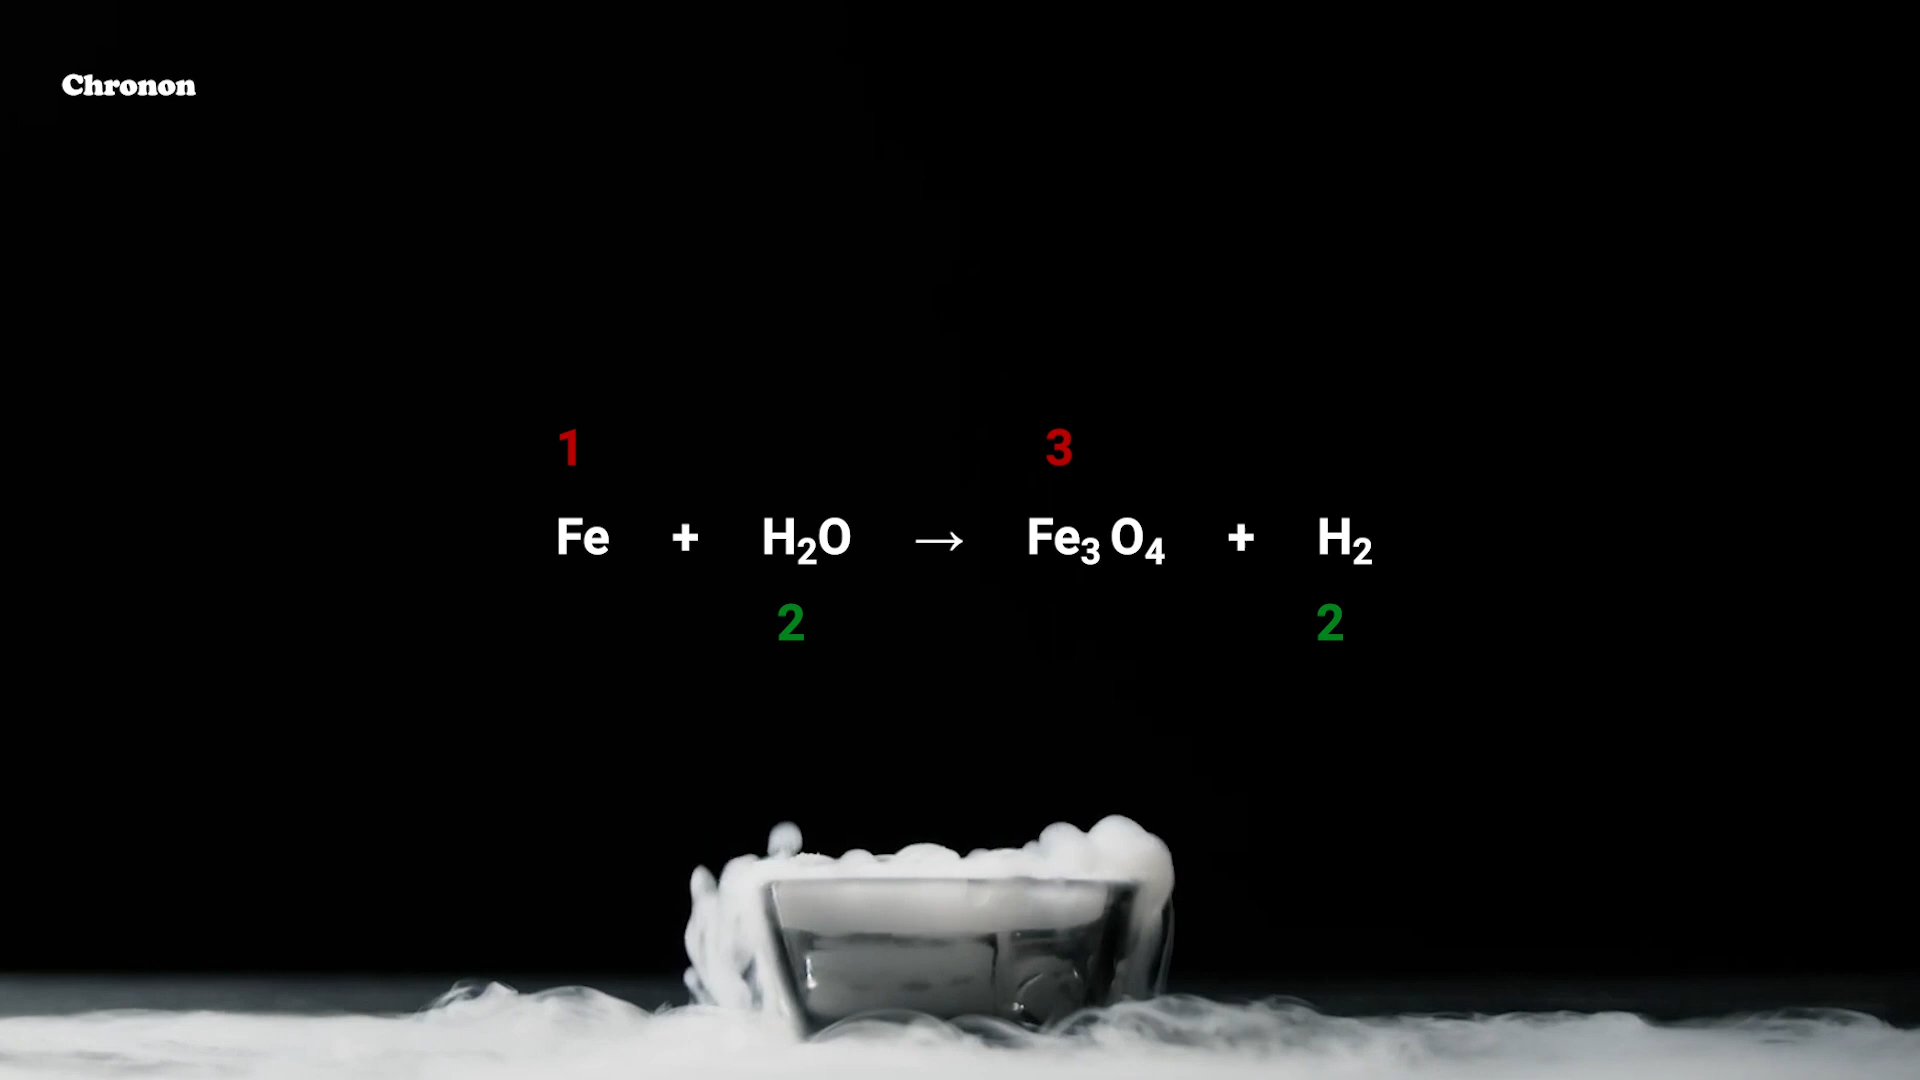 Chronon
1 3
Fe + H₂O → Fe₃O₄ + H₂
2 2